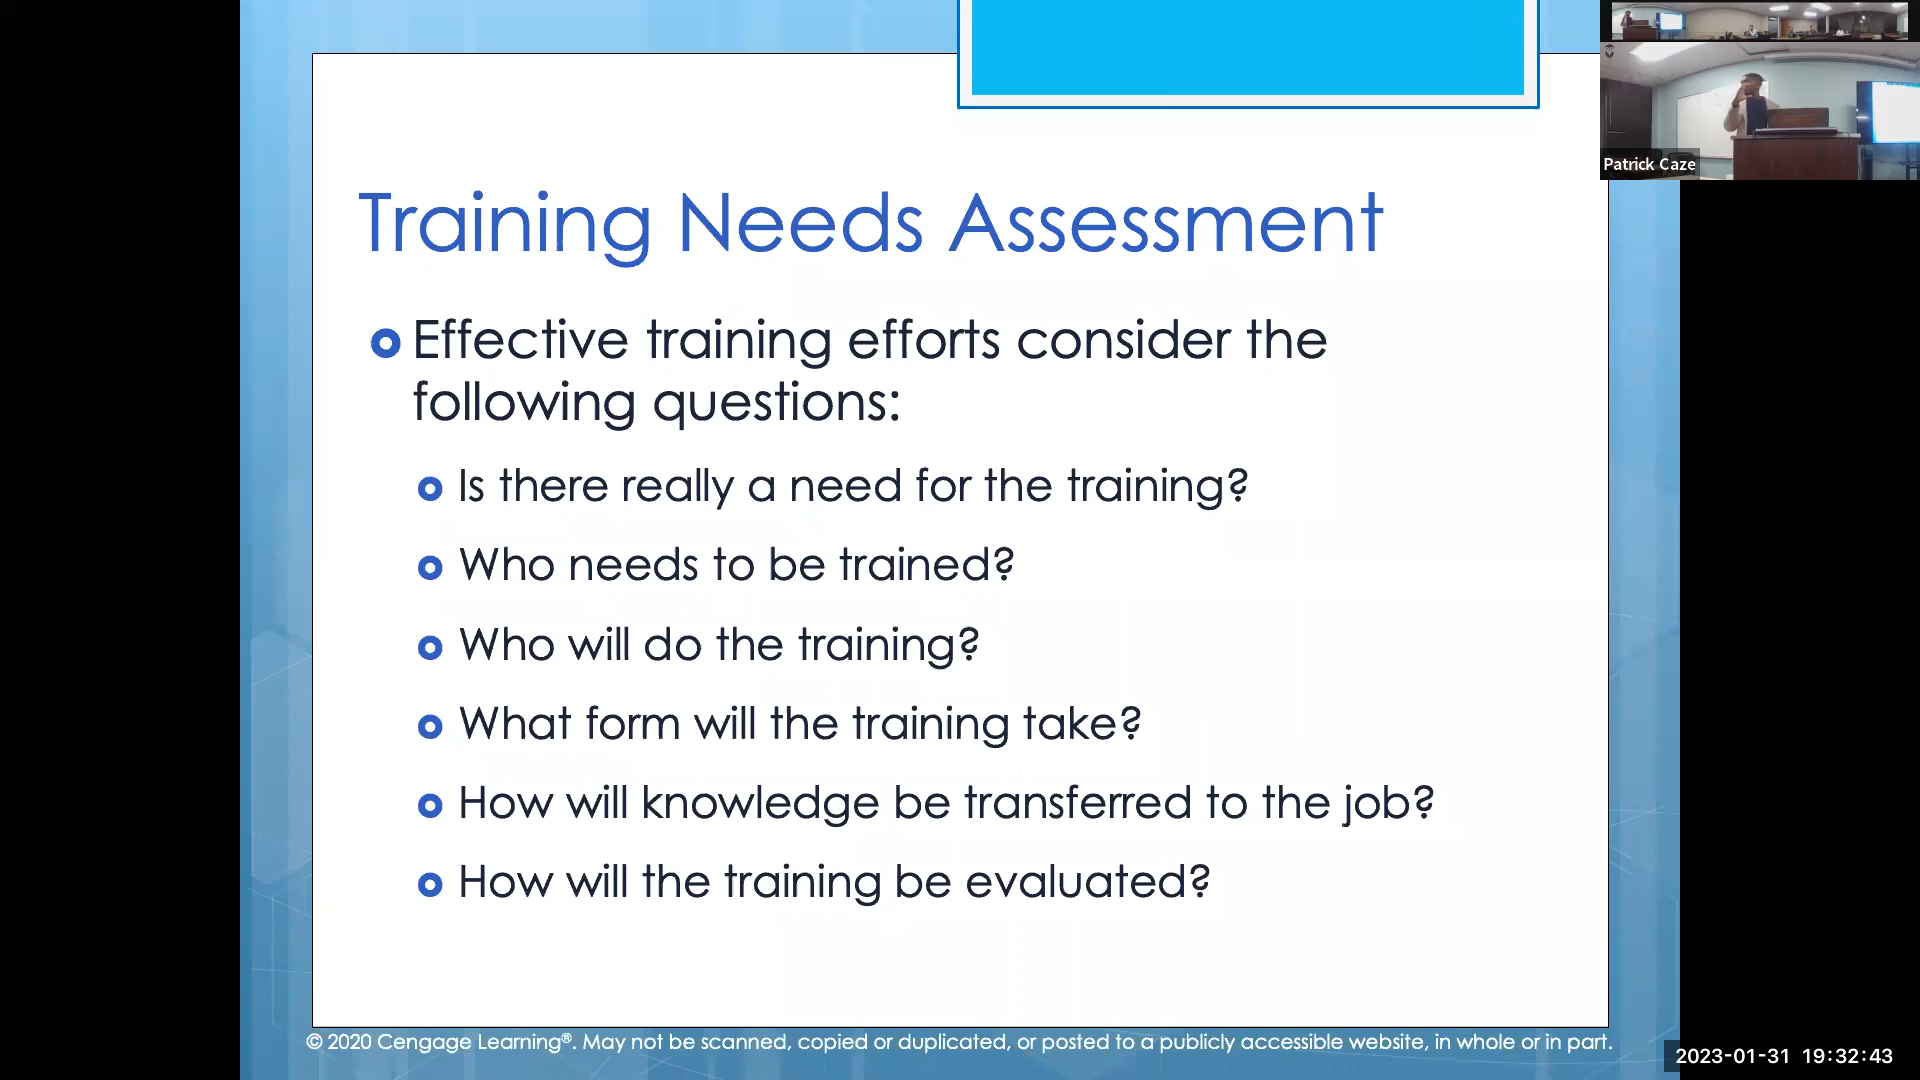 Patrick Caze
Training Needs Assessment
Effective training efforts consider the
following questions:
Is there really a need for the training?
Who needs to be trained?
Who will do the training?
What form will the training take?
How will knowledge be transferred to the job?
How will the training be evaluated?
© 2020 Cengage Learning®. May not be scanned, copied or duplicated, or posted to a publicly accessible website, in whole or in part.
2023-01-31 19:32:43